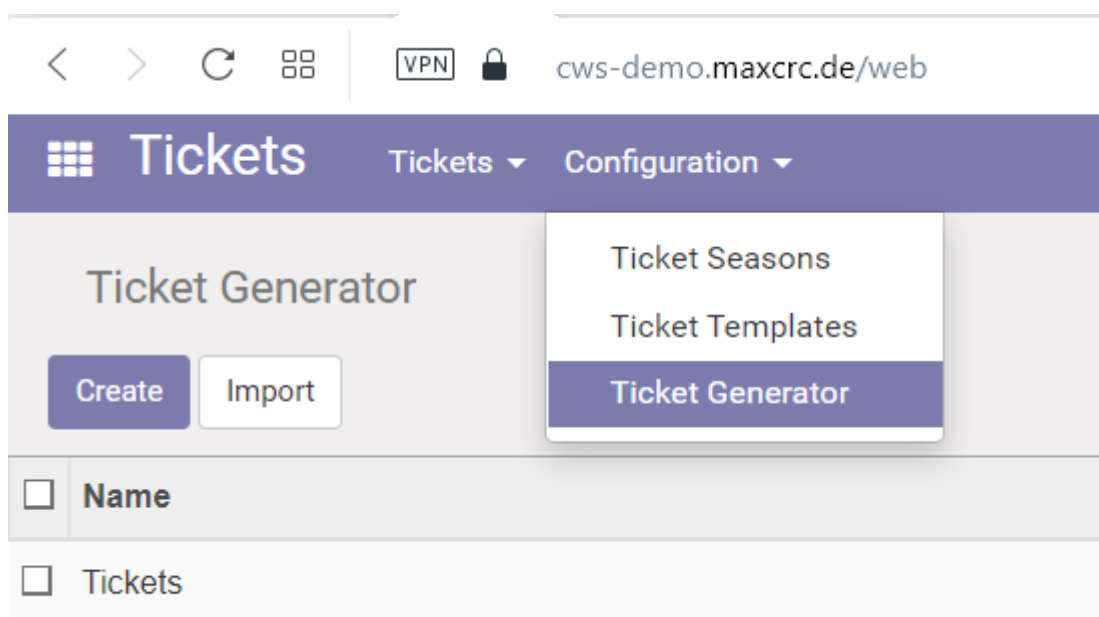 VPN cws-demo.maxcrc.de/web
Tickets Tickets Configuration
Ticket Seasons
Ticket Generator
Ticket Templates
Create Import Ticket Generator
Name
Tickets